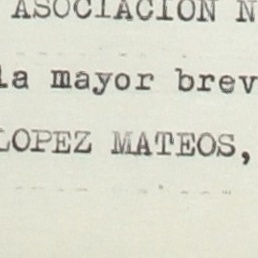 ASOCIACION N
la mayor brev
LOPEZ MATEOS,